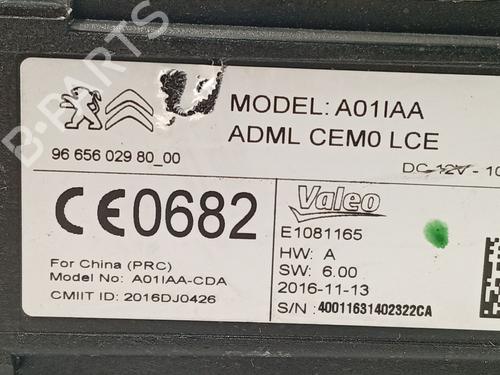 B-PARTS
MODEL: A01IAA
ADML CEM0 LCE
96 656 029 80_00
DC 12V - 10
CE0682
Valeo
E1081165
HW: A
SW: 6.00
2016-11-13
S/N : 40011631402322CA
For China (PRC)
Model No: A01IAA-CDA
CMIIT ID: 2016DJ0426